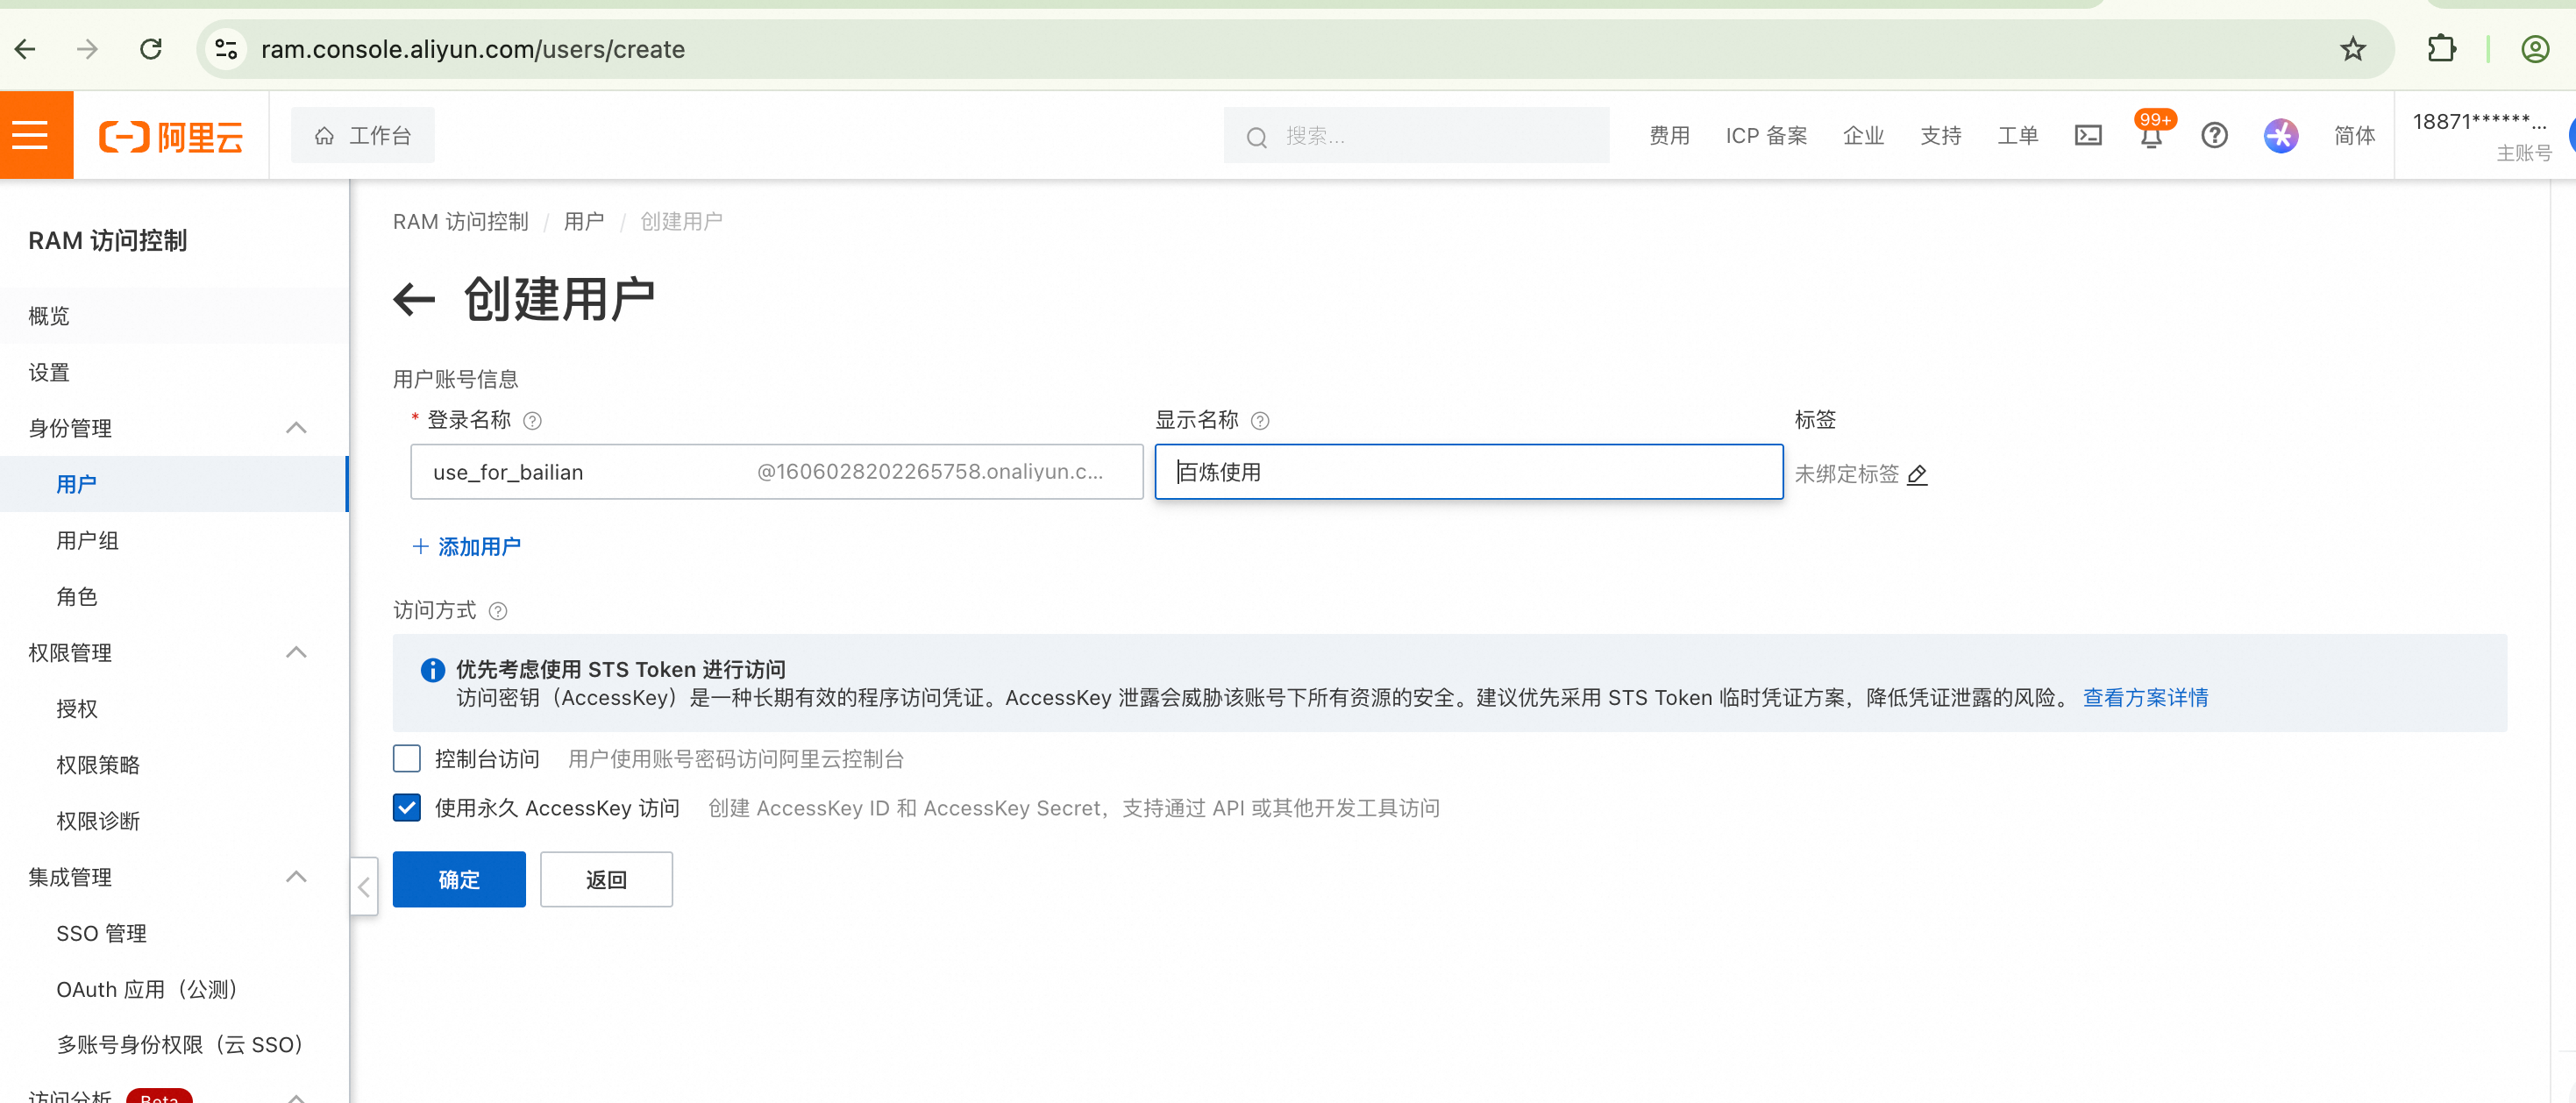 ram.console.aliyun.com/users/create
阿里云
工作台
搜索...
费用
ICP 备案
企业
支持
工单
99+
简体
18871******...
主账号
RAM 访问控制
概览
设置
身份管理
用户
用户组
角色
权限管理
授权
权限策略
权限诊断
集成管理
SSO 管理
OAuth 应用（公测）
多账号身份权限（云 SSO）
访问分析 Beta
RAM 访问控制 / 用户 / 创建用户
创建用户
用户账号信息
* 登录名称
显示名称
标签
use_for_bailian @1606028202265758.onaliyun.c...
百炼使用
未绑定标签
+ 添加用户
访问方式
优先考虑使用 STS Token 进行访问
访问密钥（AccessKey）是一种长期有效的程序访问凭证。AccessKey 泄露会威胁该账号下所有资源的安全。建议优先采用 STS Token 临时凭证方案，降低凭证泄露的风险。 查看方案详情
控制台访问 用户使用账号密码访问阿里云控制台
使用永久 AccessKey 访问 创建 AccessKey ID 和 AccessKey Secret，支持通过 API 或其他开发工具访问
确定
返回